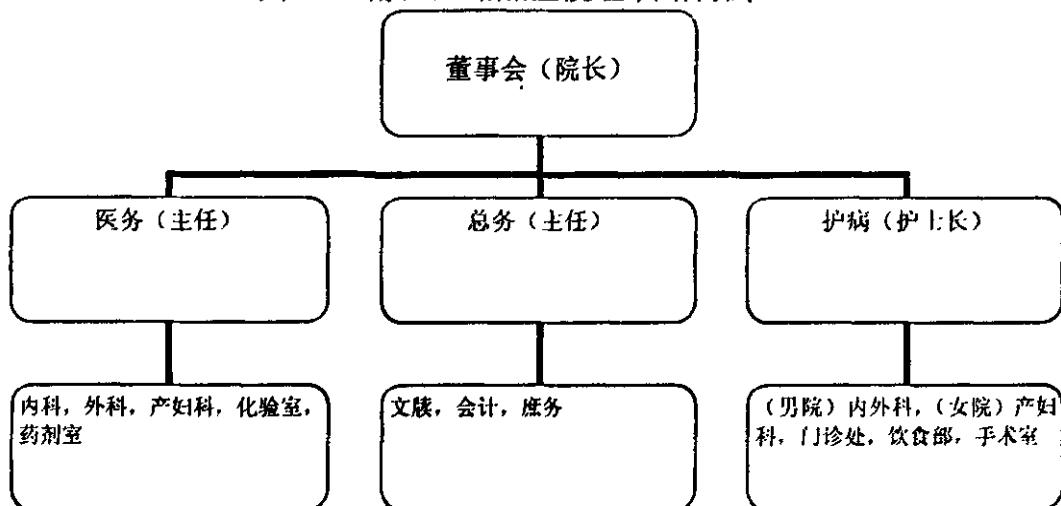 董事会（院长）
医务（主任）
总务（主任）
护病（护士长）
内科，外科，产妇科，化验室，
药剂室
文牍，会计，庶务
（男院）内外科，（女院）产妇
科，门诊处，饮食部，手术室